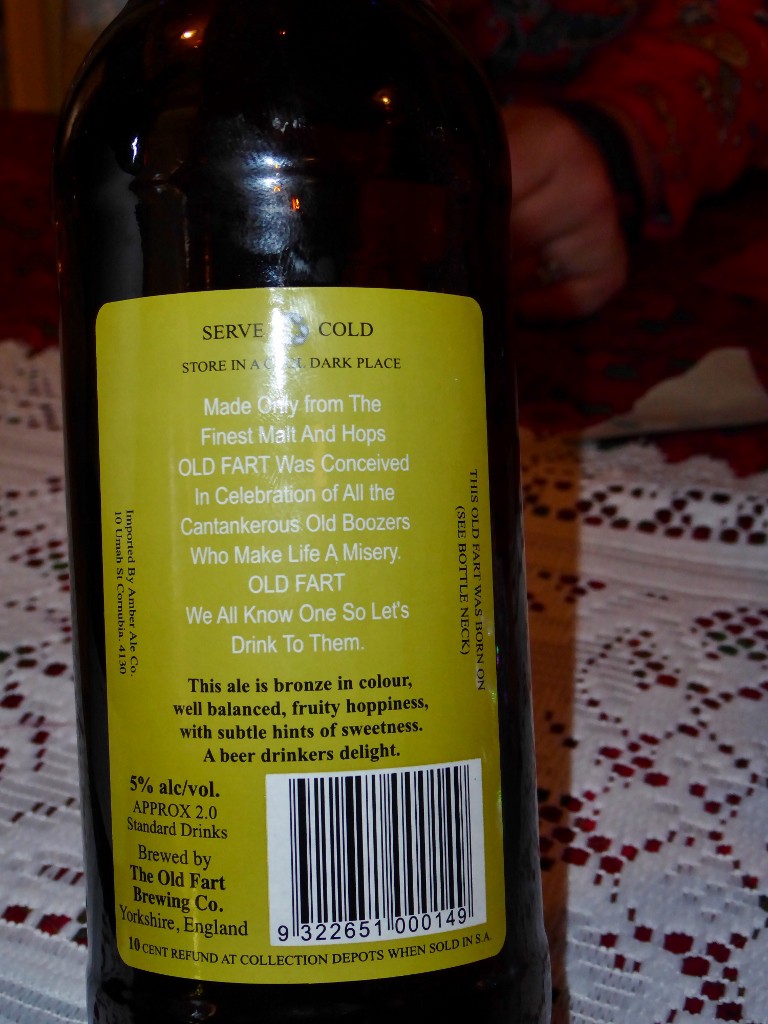 SERVE COLD
STORE IN A COOL DARK PLACE
Made Only from The
Finest Malt And Hops
OLD FART Was Conceived
In Celebration of All the
Cantankerous Old Boozers
Who Make Life A Misery.
OLD FART
We All Know One So Let's
Drink To Them.
This ale is bronze in colour,
well balanced, fruity hoppiness,
with subtle hints of sweetness.
A beer drinkers delight.
5% alc/vol.
APPROX 2.0
Standard Drinks
Brewed by
The Old Fart
Brewing Co.
Yorkshire, England
9 322651 000149
10 CENT REFUND AT COLLECTION DEPOTS WHEN SOLD IN S.A.
Imported By Amber Ale Co.
10 Umah St Cornubia. 4130
THIS OLD FART WAS BORN ON
(SEE BOTTLE NECK)